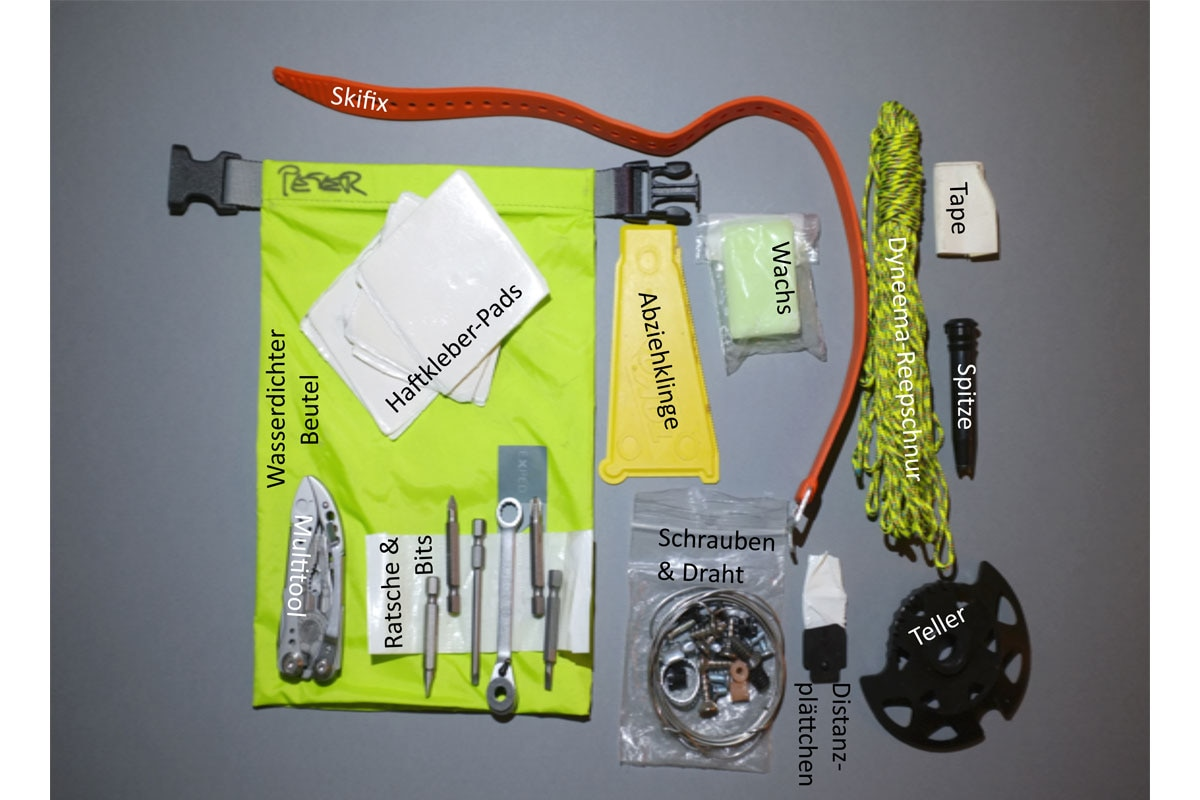 Skifix
PETER
Tape
Wachs
Dyneema-Reepschnur
Haftkleber-Pads
Abziehklinge
Wasserdichter
Beutel
Spitze
EXPED
Multitool
Ratsche &
Bits
Schrauben
& Draht
Teller
Distanz-
plättchen